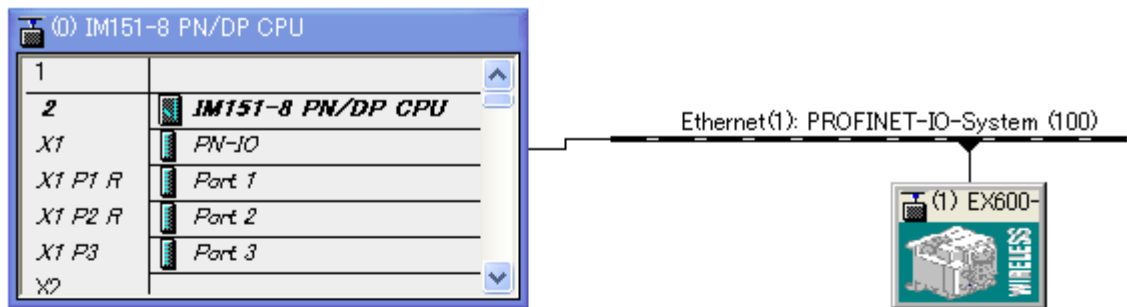 (0) IM151-8 PN/DP CPU
1
2 IM151-8 PN/DP CPU
X1 PN-IO
X1 P1 R Port 1
X1 P2 R Port 2
X1 P3 Port 3
X2
Ethernet(1): PROFINET-IO-System (100)
(1) EX600-
WIRELESS